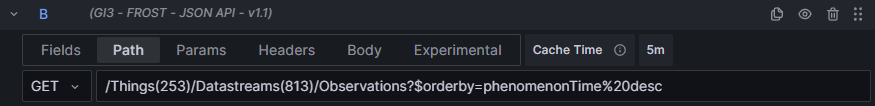 B (GI3 - FROST - JSON API - v1.1)
Fields Path Params Headers Body Experimental Cache Time 5m
GET /Things(253)/Datastreams(813)/Observations?$orderby=phenomenonTime%20desc